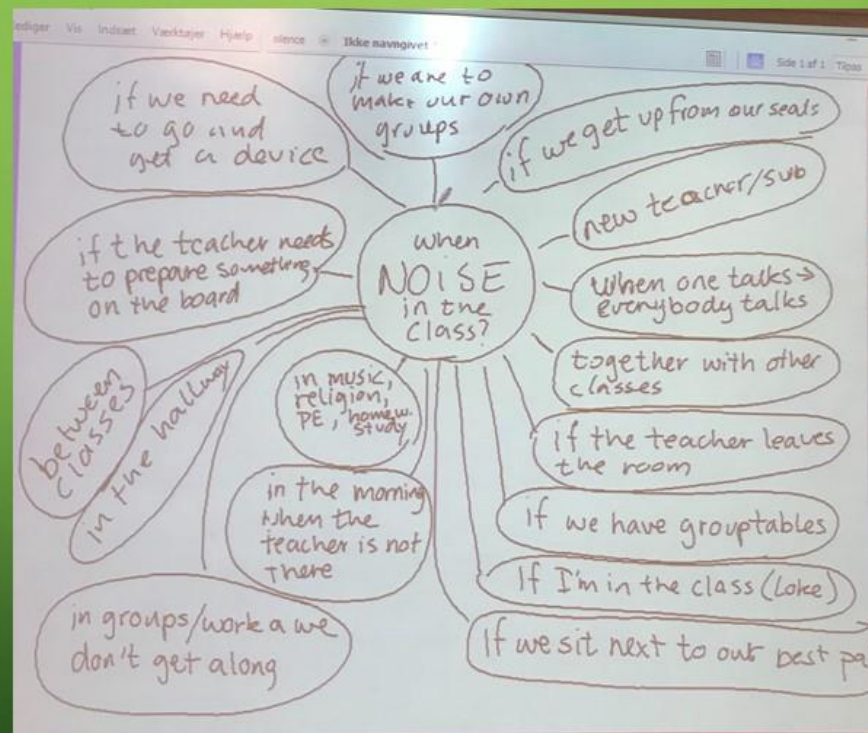 ediger Vis Indsæt Værktøjer Hjælp silence Ikke navngivet
Side 1 af 1 Tilpas
if we need
to go and
get a device
if we are to
make our own
groups
if we get up from our seats
new teacher/sub
if the teacher needs
to prepare something
on the board
when
NOiSE
in the
class?
When one talks →
everybody talks
together with other
classes
between
classes
in the hallway
in music,
religion,
PE, homew.
study
if the teacher leaves
the room
in the morning
when the
teacher is not
there
if we have grouptables
If I'm in the class (Loke)
in groups/work a we
don't get along
If we sit next to our best pa